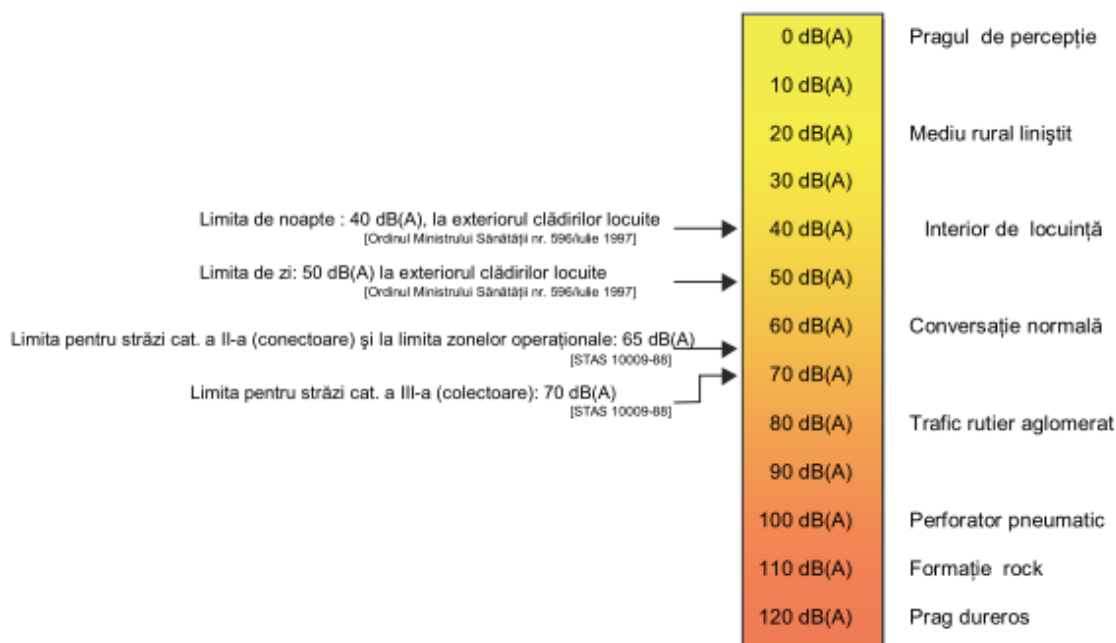 0 dB(A) Pragul de percepție
10 dB(A)
20 dB(A) Mediu rural liniştit
30 dB(A)
Limita de noapte : 40 dB(A), la exteriorul clădirilor locuite
[Ordinul Ministrului Sănătății nr. 596/iulie 1997]
40 dB(A) Interior de locuință
Limita de zi: 50 dB(A) la exteriorul clădirilor locuite
[Ordinul Ministrului Sănătății nr. 596/iulie 1997]
50 dB(A)
60 dB(A) Conversație normală
Limita pentru străzi cat. a II-a (conectoare) şi la limita zonelor operaționale: 65 dB(A)
[STAS 10009-88]
70 dB(A)
Limita pentru străzi cat. a III-a (colectoare): 70 dB(A)
[STAS 10009-88]
80 dB(A) Trafic rutier aglomerat
90 dB(A)
100 dB(A) Perforator pneumatic
110 dB(A) Formație rock
120 dB(A) Prag dureros